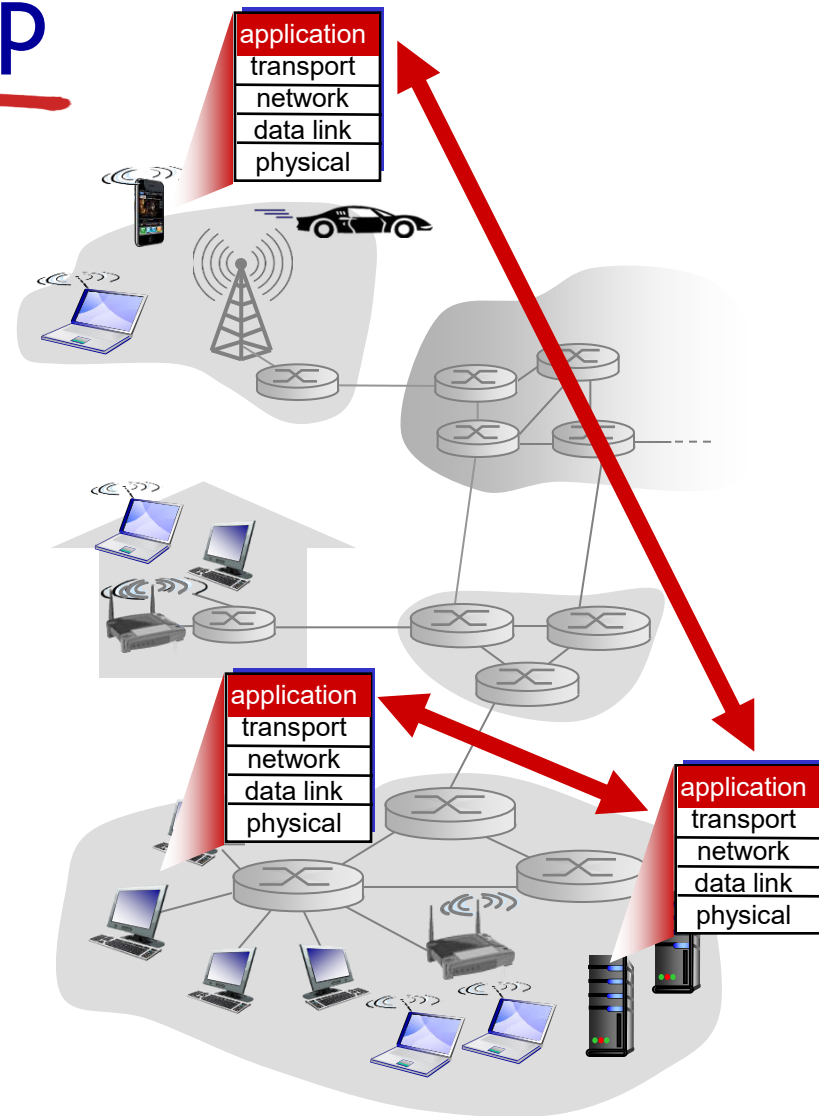 p
application
transport
network
data link
physical
application
transport
network
data link
physical
application
transport
network
data link
physical